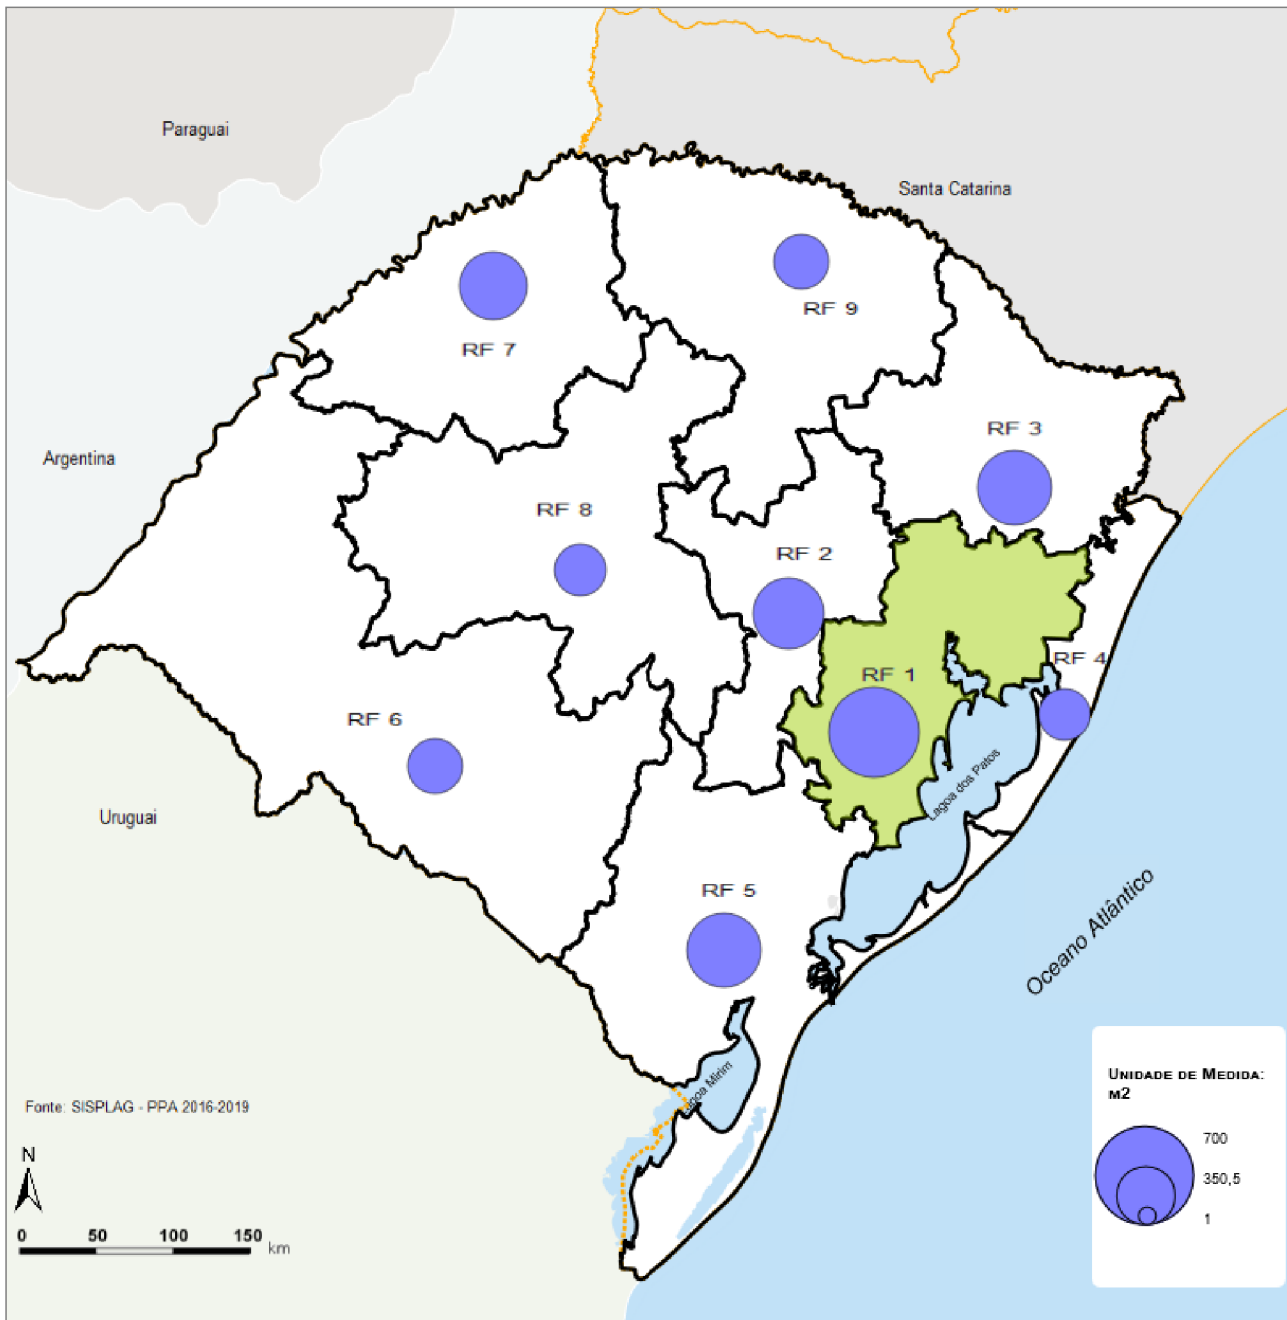 Paraguai
Santa Catarina
RF 9
RF 7
RF 3
Argentina
RF 8
RF 2
RF 4
RF 1
RF 6
Lagoa dos Patos
Uruguai
RF 5
Oceano Atlântico
Lagoa Mirim
Fonte: SISPLAG - PPA 2016-2019
UNIDADE DE MEDIDA:
M2
700
350,5
1
N
0 50 100 150
km